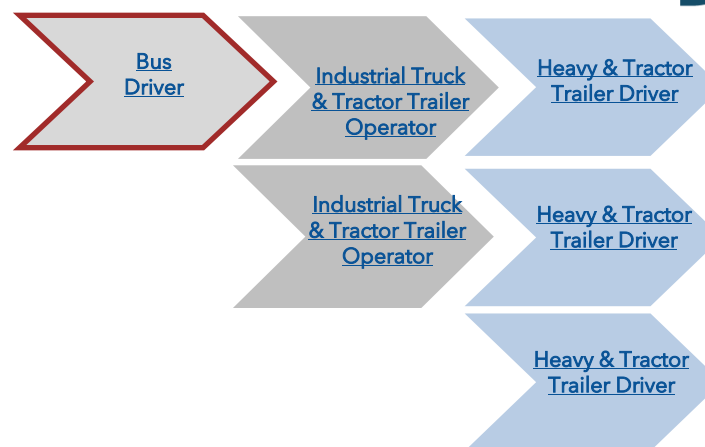 Bus
Driver
Industrial Truck
& Tractor Trailer
Operator
Heavy & Tractor
Trailer Driver
Industrial Truck
& Tractor Trailer
Operator
Heavy & Tractor
Trailer Driver
Heavy & Tractor
Trailer Driver